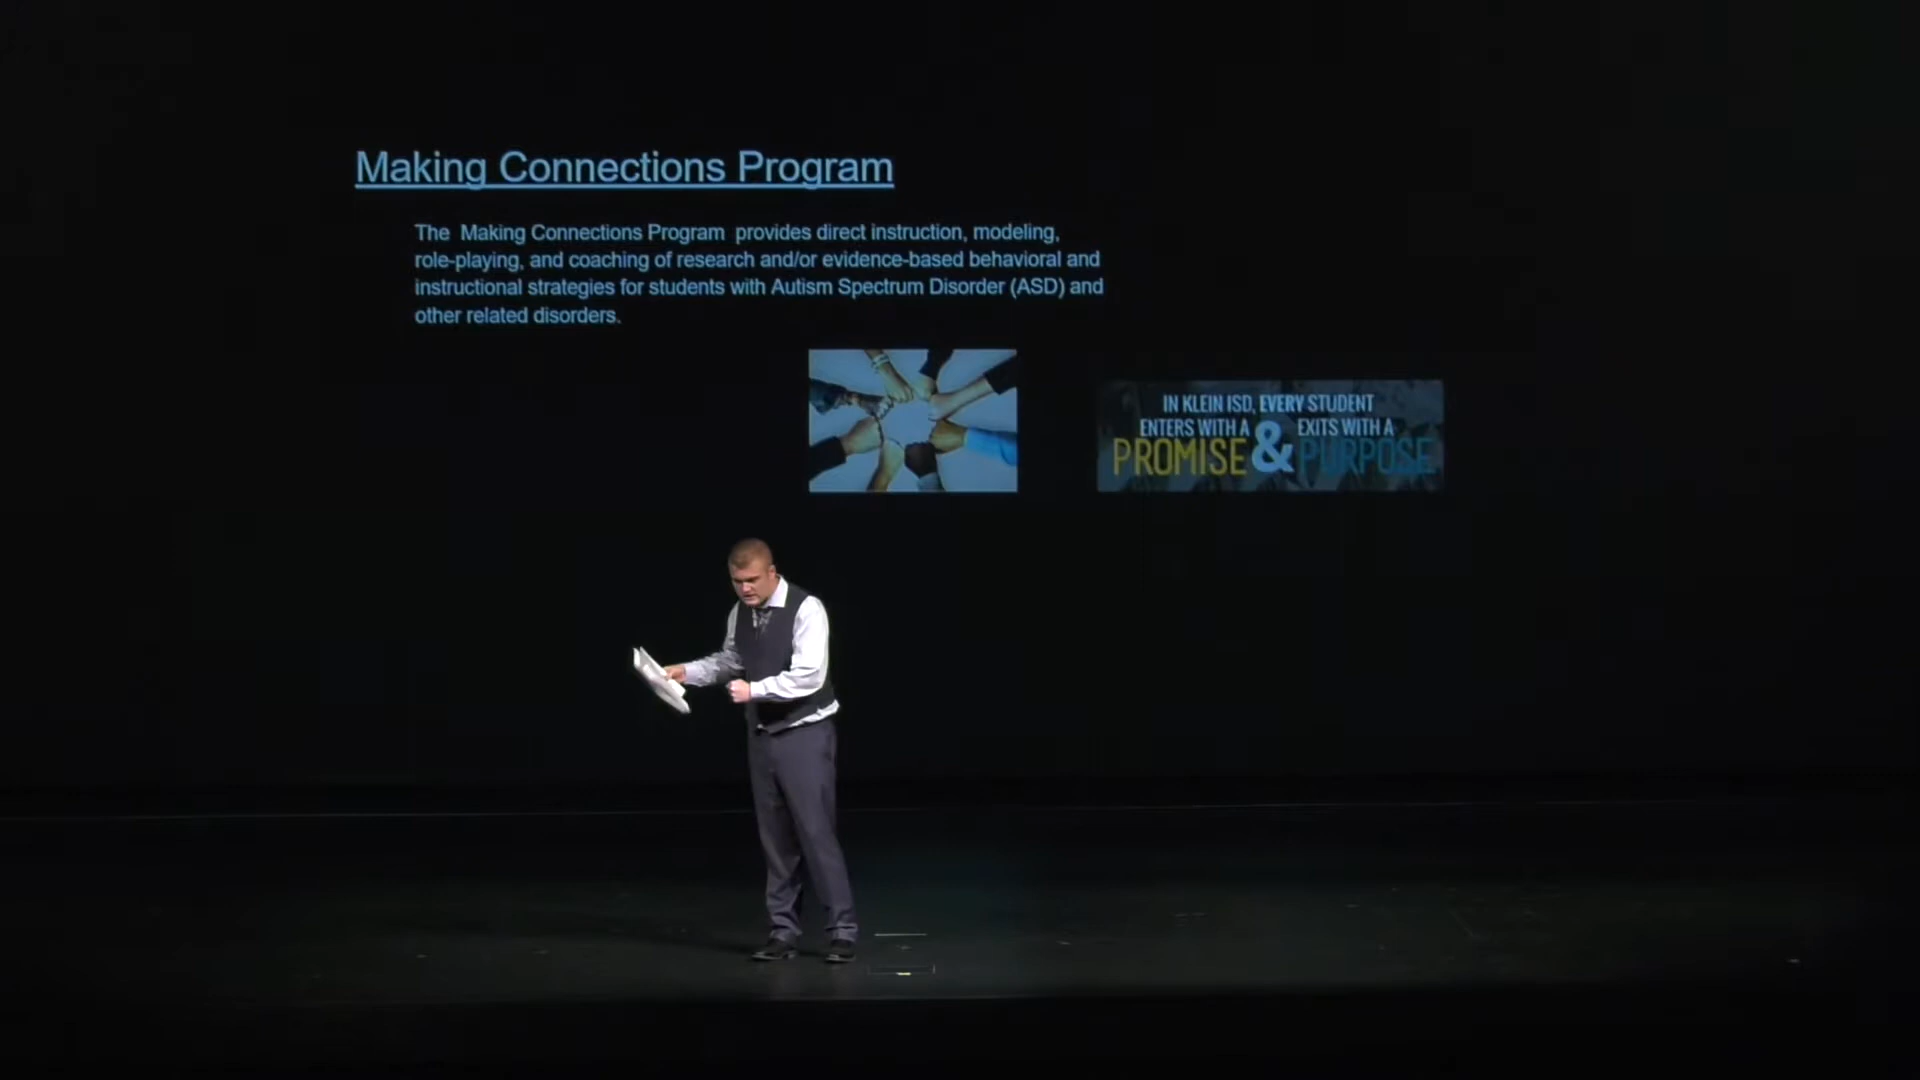 Making Connections Program
The Making Connections Program provides direct instruction, modeling,
role-playing, and coaching of research and/or evidence-based behavioral and
instructional strategies for students with Autism Spectrum Disorder (ASD) and
other related disorders.
IN KLEIN ISD, EVERY STUDENT
ENTERS WITH A & EXITS WITH A
PROMISE PURPOSE